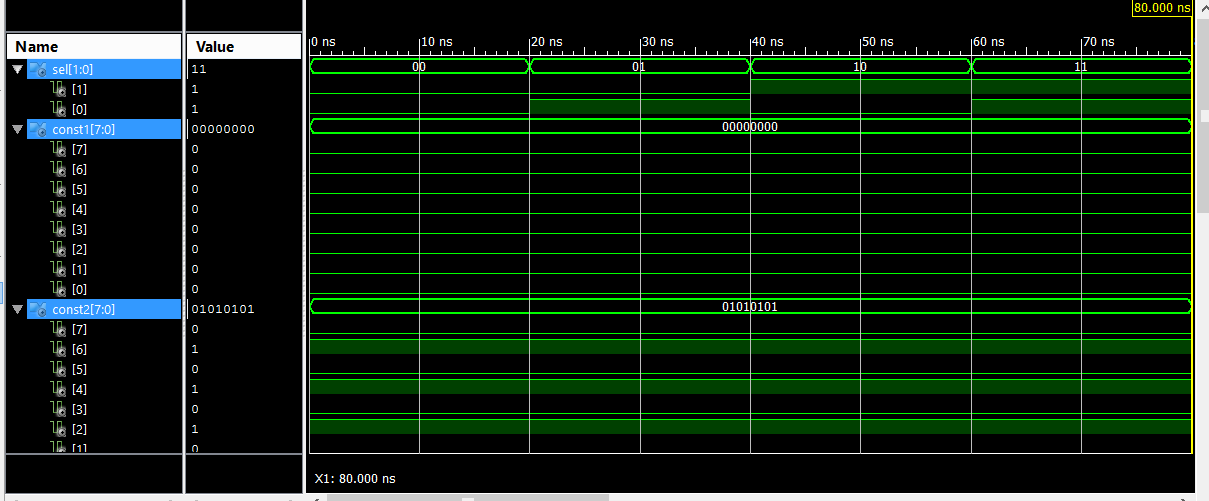 80.000 ns
Name Value 0 ns 10 ns 20 ns 30 ns 40 ns 50 ns 60 ns 70 ns
sel[1:0] 11 00 01 10 11
[1] 1
[0] 1
const1[7:0] 00000000 00000000
[7] 0
[6] 0
[5] 0
[4] 0
[3] 0
[2] 0
[1] 0
[0] 0
const2[7:0] 01010101 01010101
[7] 0
[6] 1
[5] 0
[4] 1
[3] 0
[2] 1
[1] 0
X1: 80.000 ns